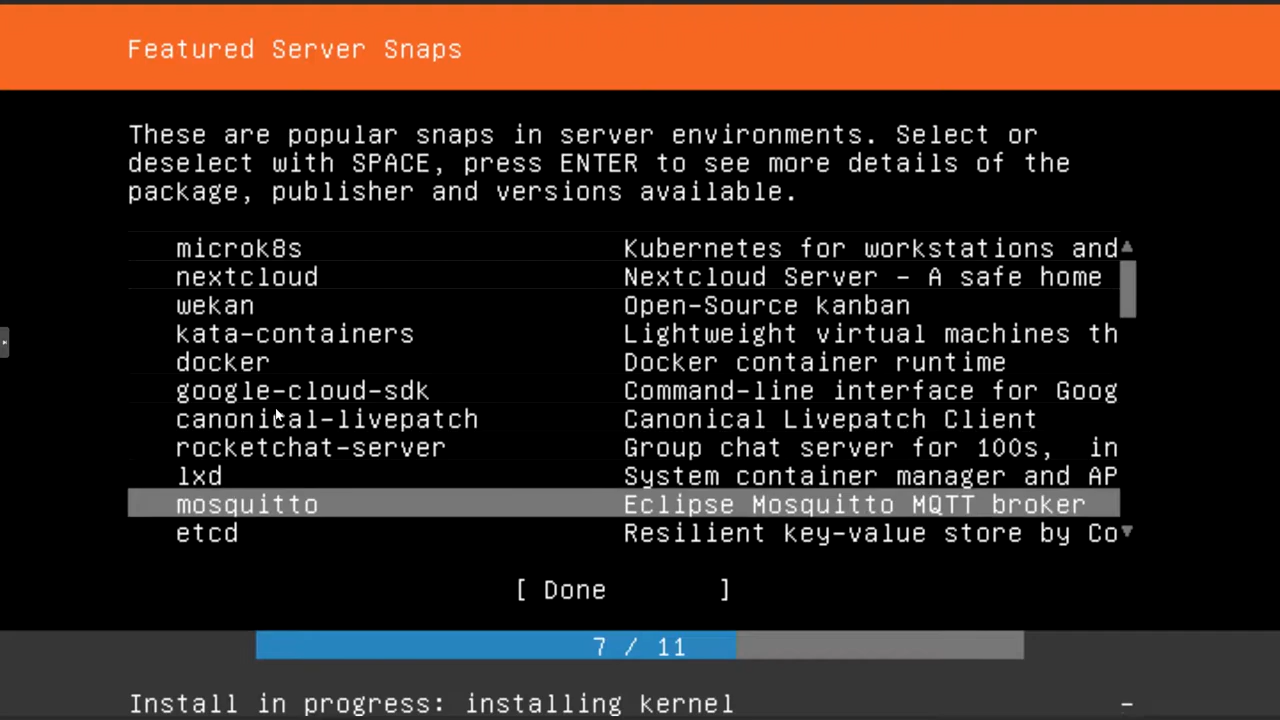 Featured Server Snaps
These are popular snaps in server environments. Select or
deselect with SPACE, press ENTER to see more details of the
package, publisher and versions available.
microk8s Kubernetes for workstations and
nextcloud Nextcloud Server - A safe home
wekan Open-Source kanban
kata-containers Lightweight virtual machines th
docker Docker container runtime
google-cloud-sdk Command-line interface for Goog
canonical-livepatch Canonical Livepatch Client
rocketchat-server Group chat server for 100s,  in
lxd System container manager and AP
mosquitto Eclipse Mosquitto MQTT broker
etcd Resilient key-value store by Co
[ Done ]
7 / 11
Install in progress: installing kernel -